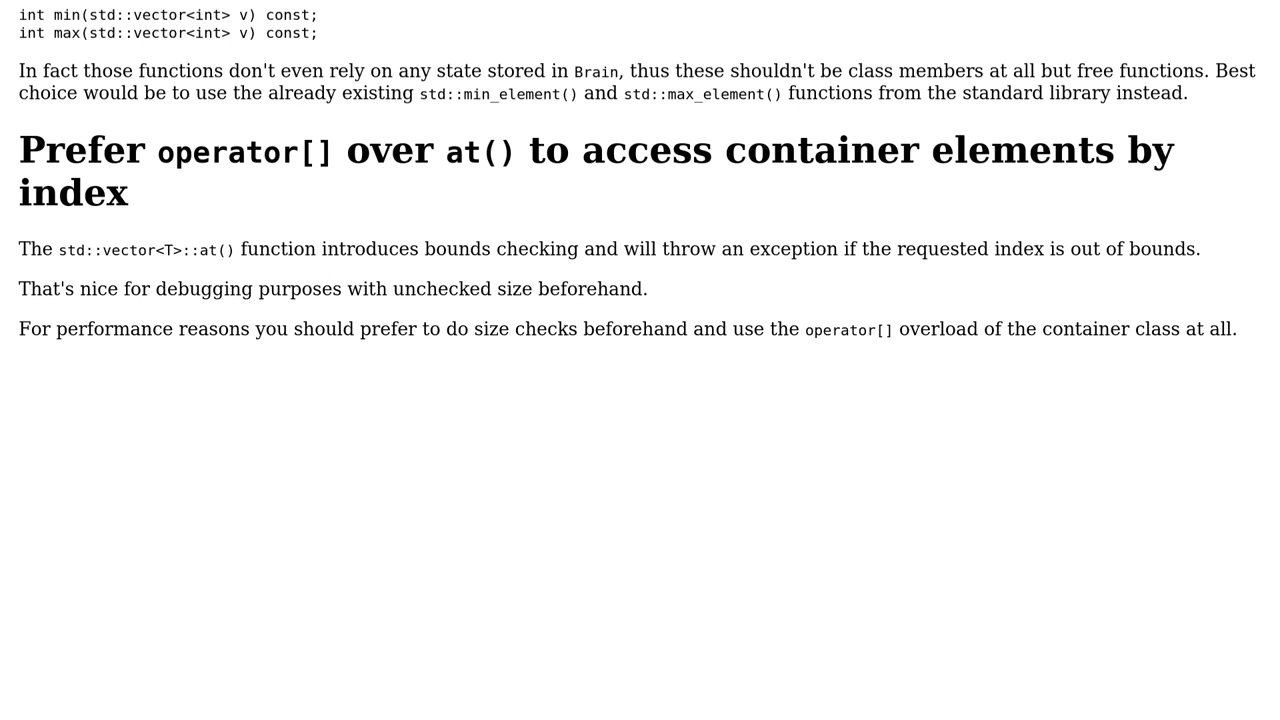 int min(std::vector<int> v) const;
int max(std::vector<int> v) const;
In fact those functions don't even rely on any state stored in Brain, thus these shouldn't be class members at all but free functions. Best
choice would be to use the already existing std::min_element() and std::max_element() functions from the standard library instead.
Prefer operator[] over at() to access container elements by
index
The std::vector<T>::at() function introduces bounds checking and will throw an exception if the requested index is out of bounds.
That's nice for debugging purposes with unchecked size beforehand.
For performance reasons you should prefer to do size checks beforehand and use the operator[] overload of the container class at all.